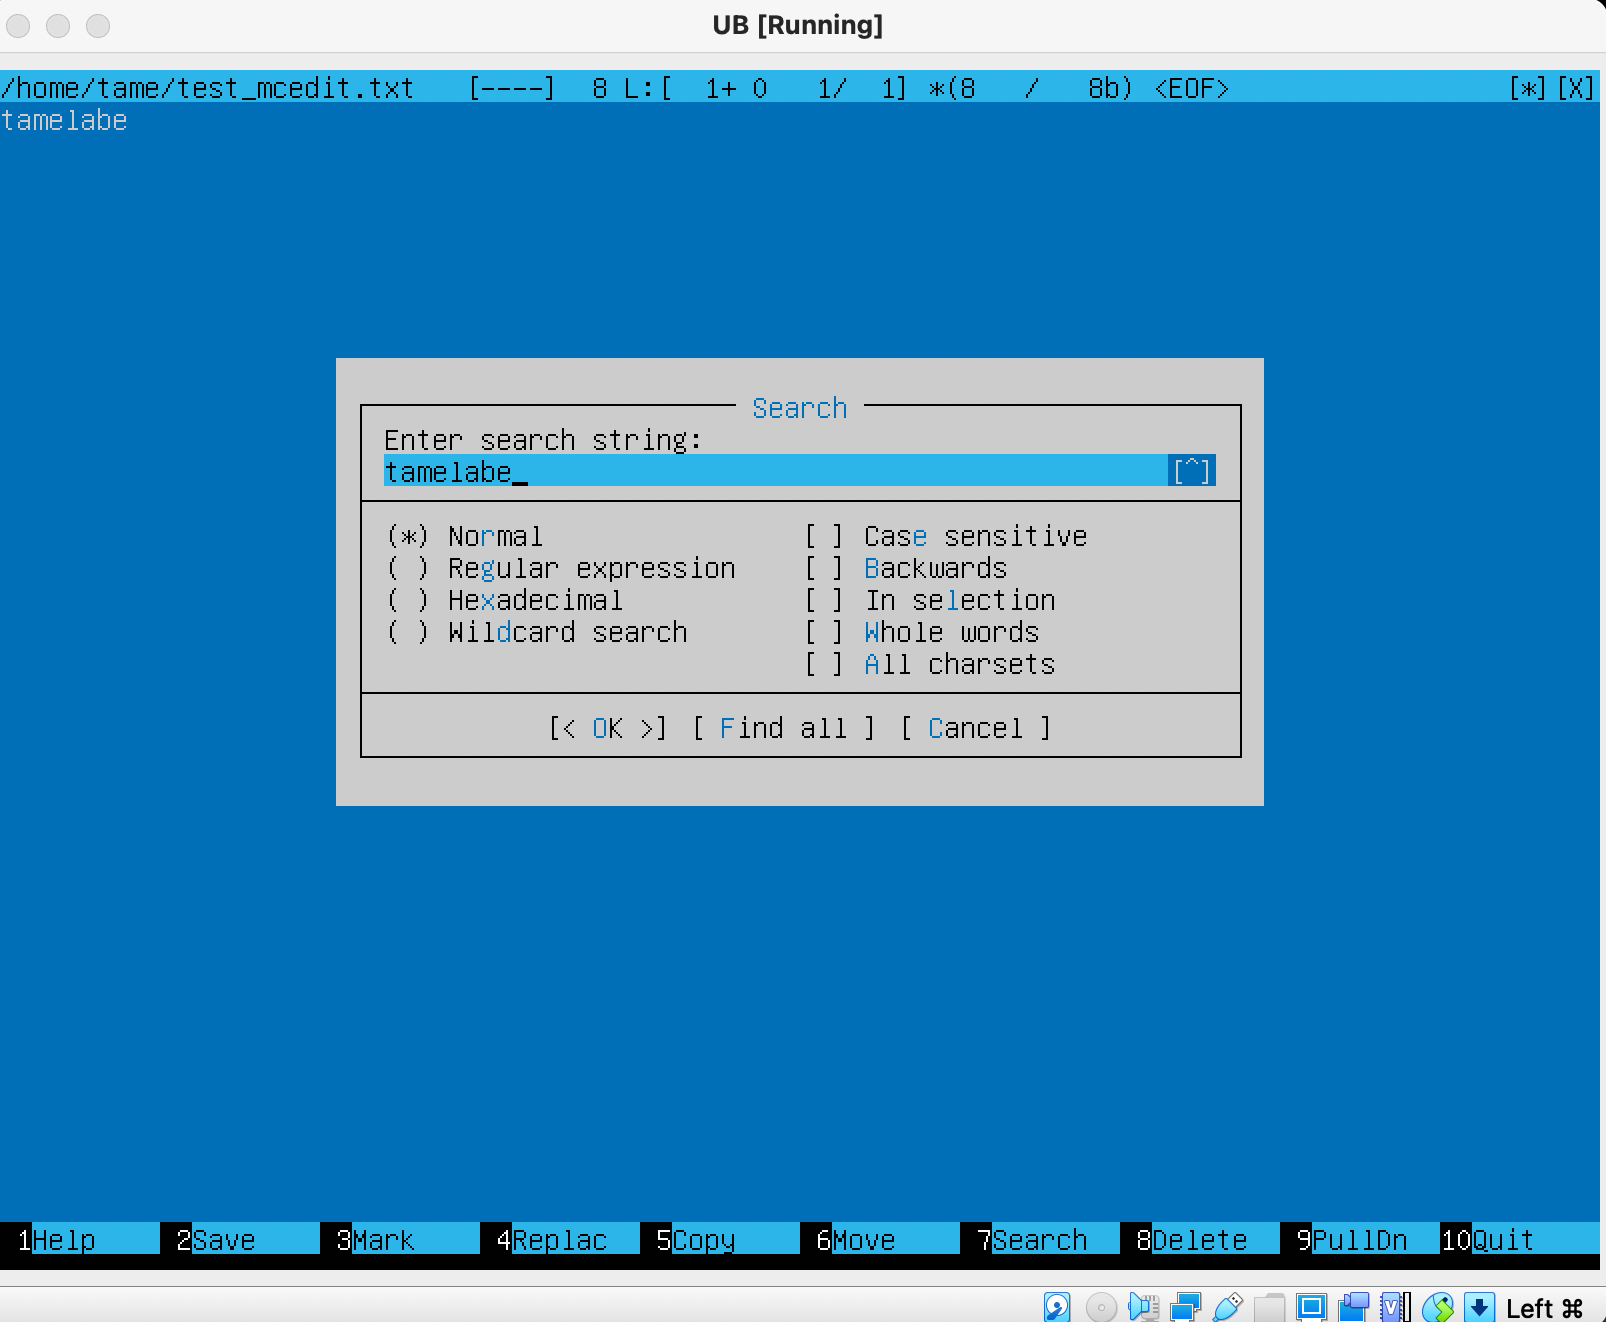 UB [Running]
/home/tame/test_mcedit.txt [----] 8 L:[ 1+ 0 1/ 1] *(8 / 8b) <EOF> [*][X]
tamelabe
Search
Enter search string:
tamelabe_ [^]
(*) Normal [ ] Case sensitive
( ) Regular expression [ ] Backwards
( ) Hexadecimal [ ] In selection
( ) Wildcard search [ ] Whole words
[ ] All charsets
[< OK >] [ Find all ] [ Cancel ]
1Help 2Save 3Mark 4Replac 5Copy 6Move 7Search 8Delete 9PullDn 10Quit
Left ⌘